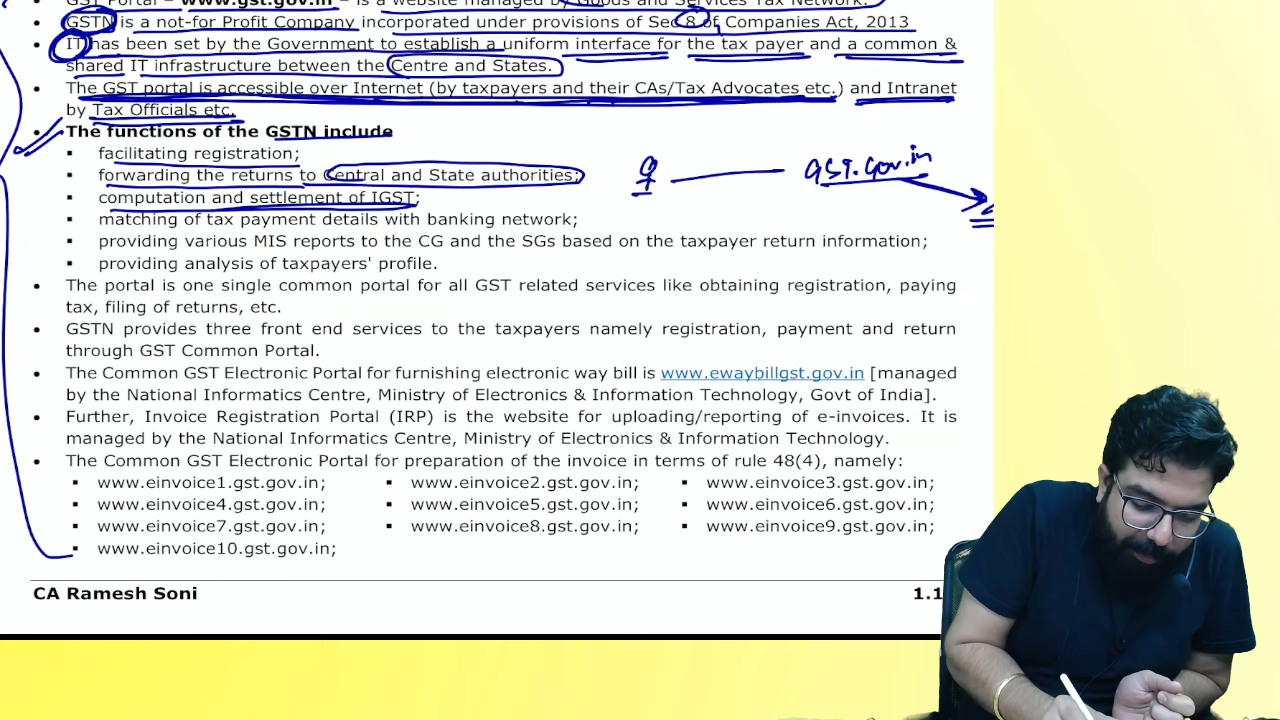 GST Portal – www.gst.gov.in – is a website managed by Goods and Services Tax Network.
GSTN is a not-for Profit Company incorporated under provisions of Sec 8 of Companies Act, 2013
IT has been set by the Government to establish a uniform interface for the tax payer and a common &
shared IT infrastructure between the Centre and States.
The GST portal is accessible over Internet (by taxpayers and their CAs/Tax Advocates etc.) and Intranet
by Tax Officials etc.
The functions of the GSTN include
facilitating registration;
forwarding the returns to Central and State authorities;
gst.gov.in
computation and settlement of IGST;
matching of tax payment details with banking network;
providing various MIS reports to the CG and the SGs based on the taxpayer return information;
providing analysis of taxpayers' profile.
The portal is one single common portal for all GST related services like obtaining registration, paying
tax, filing of returns, etc.
GSTN provides three front end services to the taxpayers namely registration, payment and return
through GST Common Portal.
The Common GST Electronic Portal for furnishing electronic way bill is www.ewaybillgst.gov.in [managed
by the National Informatics Centre, Ministry of Electronics & Information Technology, Govt of India].
Further, Invoice Registration Portal (IRP) is the website for uploading/reporting of e-invoices. It is
managed by the National Informatics Centre, Ministry of Electronics & Information Technology.
The Common GST Electronic Portal for preparation of the invoice in terms of rule 48(4), namely:
www.einvoice1.gst.gov.in; www.einvoice2.gst.gov.in; www.einvoice3.gst.gov.in;
www.einvoice4.gst.gov.in; www.einvoice5.gst.gov.in; www.einvoice6.gst.gov.in;
www.einvoice7.gst.gov.in; www.einvoice8.gst.gov.in; www.einvoice9.gst.gov.in;
www.einvoice10.gst.gov.in;
CA Ramesh Soni 1.1